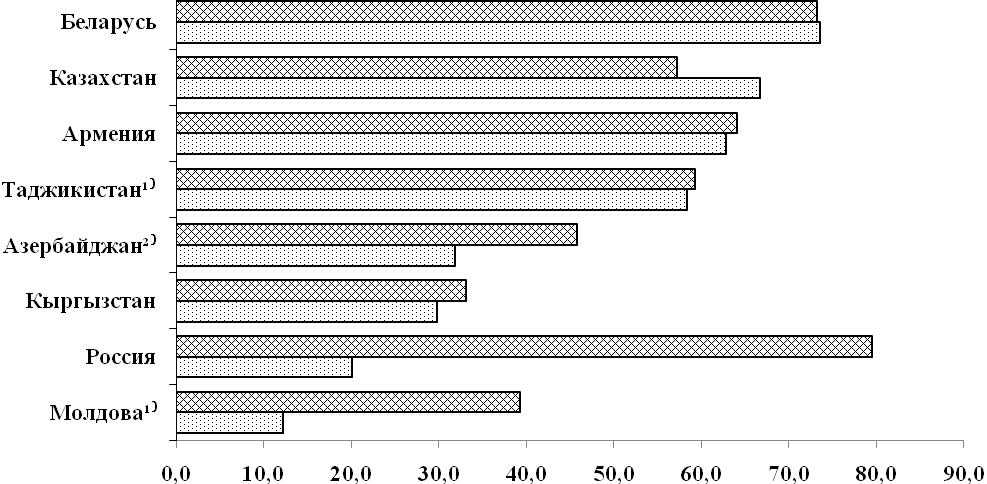 Беларусь
Казахстан
Армения
Таджикистан¹⁾
Азербайджан²⁾
Кыргызстан
Россия
Молдова¹⁾
0,0 10,0 20,0 30,0 40,0 50,0 60,0 70,0 80,0 90,0